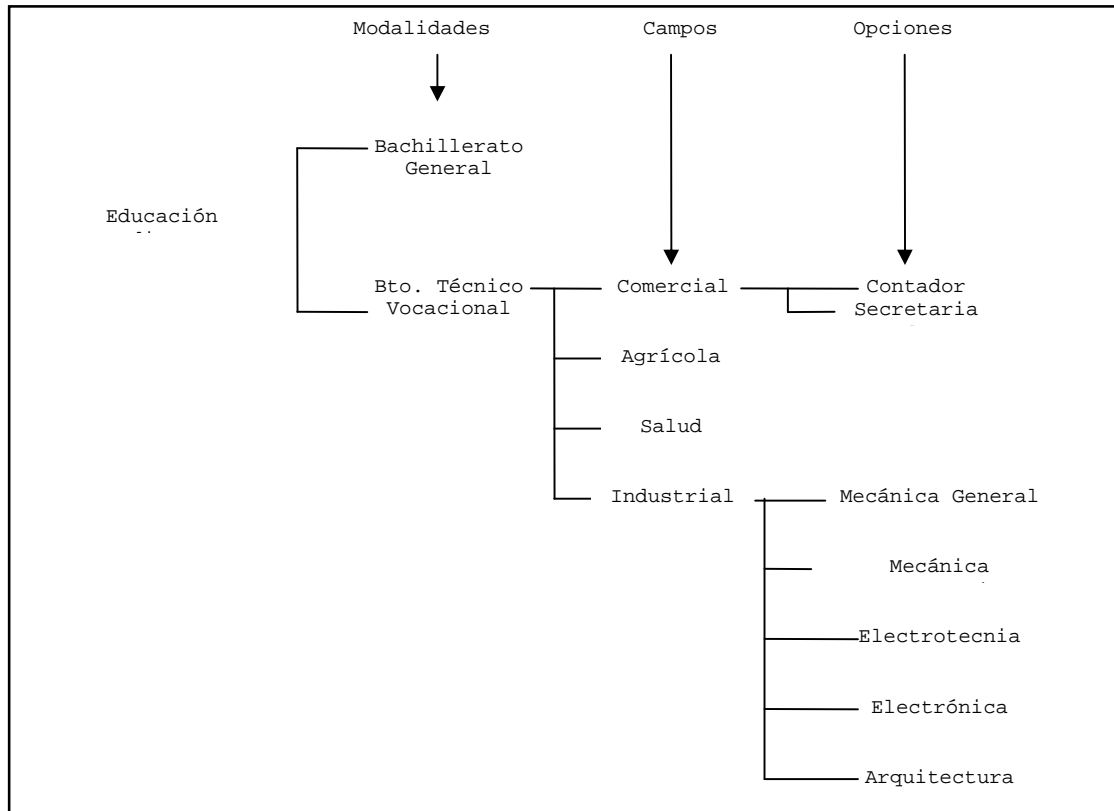 Modalidades Campos Opciones
Bachillerato
General
Educación
Bto. Técnico
Vocacional
Comercial
Contador
Secretaria
Agrícola
Salud
Industrial
Mecánica General
Mecánica
Electrotecnia
Electrónica
Arquitectura